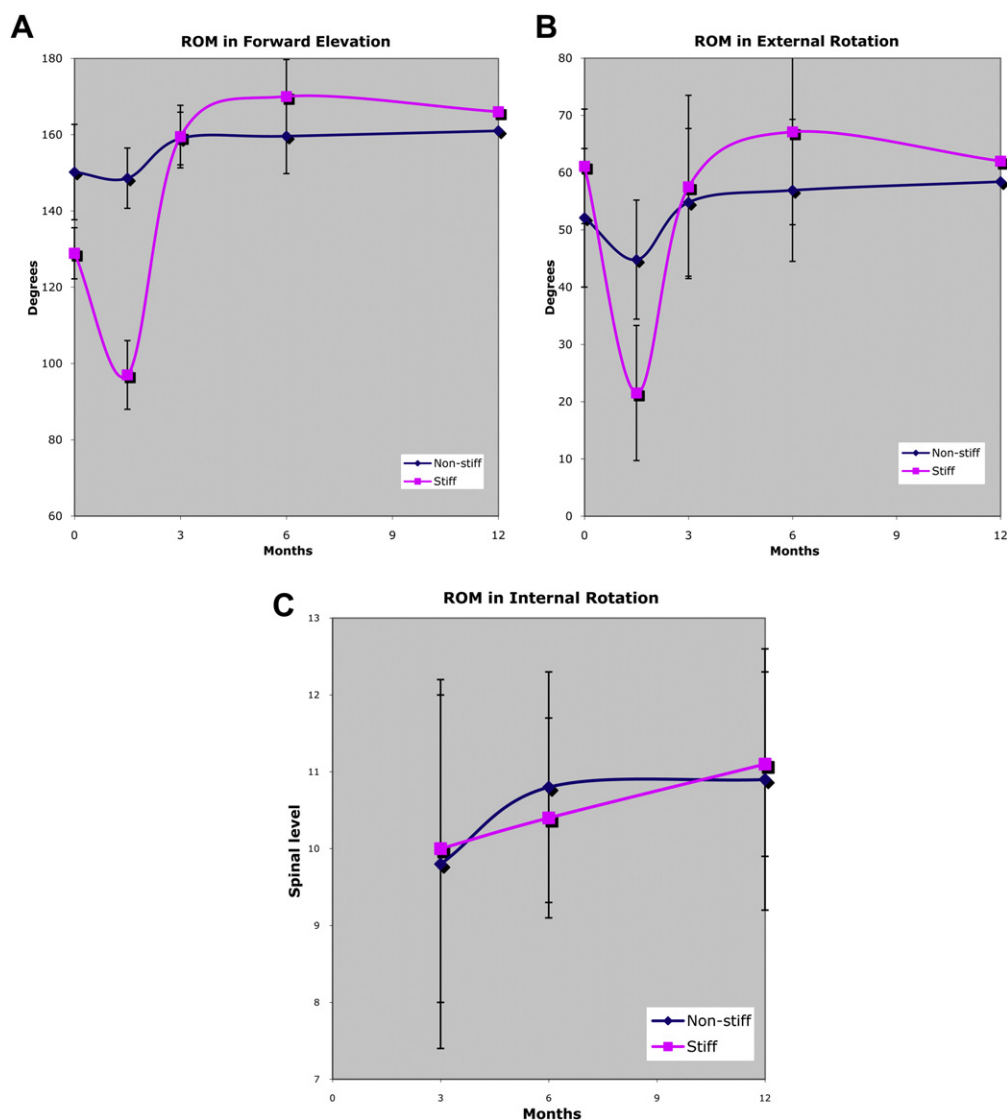 A
ROM in Forward Elevation
180
160
140
120
100
80
60
Degrees
0 3 6 9 12
Months
Non-stiff
Stiff
B
ROM in External Rotation
80
70
60
50
40
30
20
10
0
Degrees
0 3 6 9 12
Months
Non-stiff
Stiff
C
ROM in Internal Rotation
13
12
11
10
9
8
7
Spinal level
0 3 6 9 12
Months
Non-stiff
Stiff